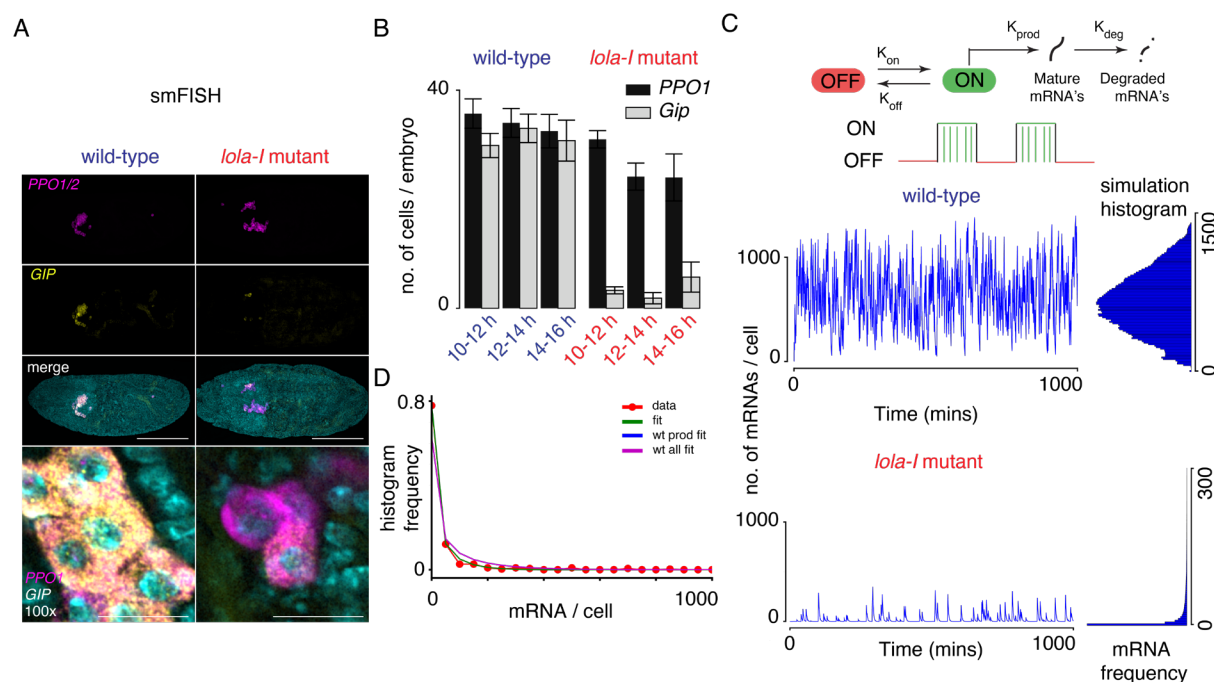 A
smFISH
wild-type
lola-I mutant
PPO1/2
GIP
merge
PPO1
GIP
100x
B
wild-type
lola-I mutant
PPO1
Gip
40
0
no. of cells / embryo
10-12 h
12-14 h
14-16 h
10-12 h
12-14 h
14-16 h
D
0.8
0
histogram
frequency
data
fit
wt prod fit
wt all fit
0
1000
mRNA / cell
C
OFF
Kon
Koff
ON
Kprod
Kdeg
Mature
mRNA's
Degraded
mRNA's
ON
OFF
wild-type
simulation
histogram
1000
0
0
1000
Time (mins)
1500
0
no. of mRNAs / cell
lola-I mutant
1000
0
0
1000
Time (mins)
300
0
mRNA
frequency